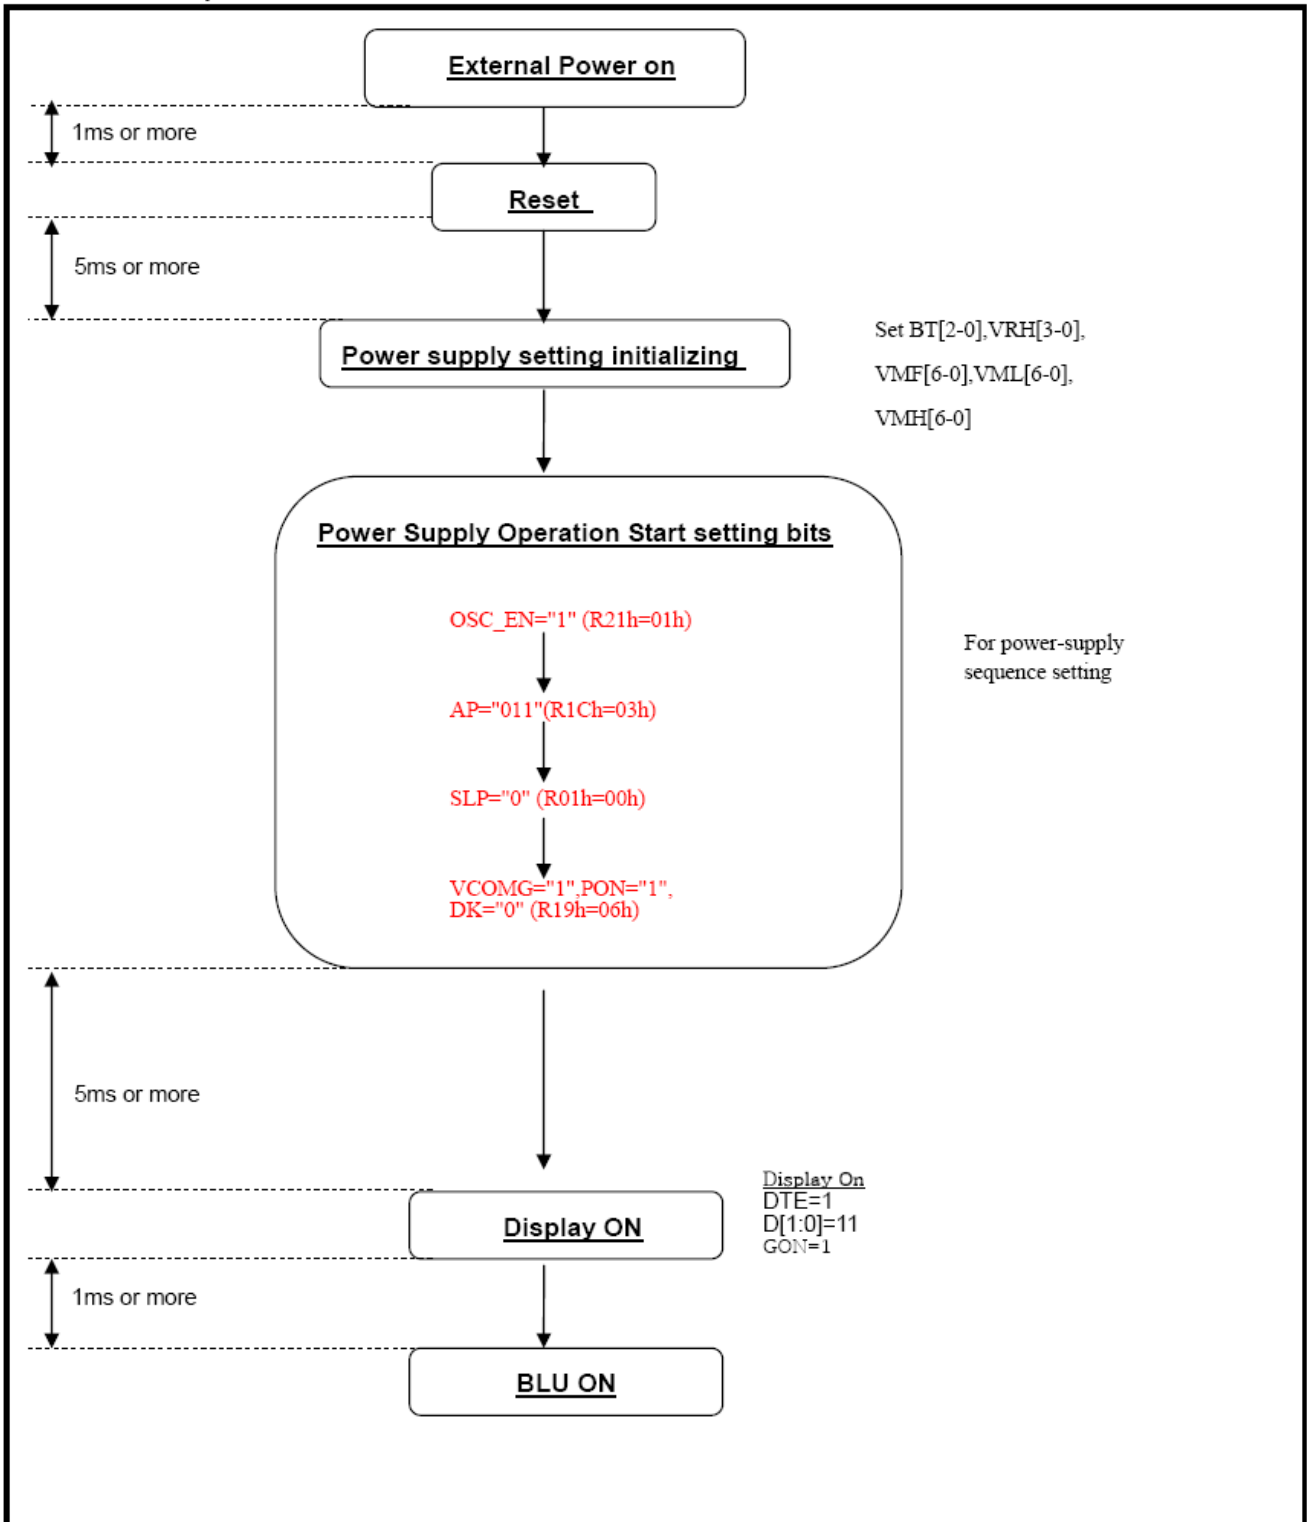 External Power on
1ms or more
Reset
5ms or more
Power supply setting initializing
Set BT[2-0],VRH[3-0],
VMF[6-0],VML[6-0],
VMH[6-0]
Power Supply Operation Start setting bits
OSC_EN="1" (R21h=01h)
For power-supply
sequence setting
AP="011"(R1Ch=03h)
SLP="0" (R01h=00h)
VCOMG="1",PON="1",
DK="0" (R19h=06h)
5ms or more
Display On
DTE=1
D[1:0]=11
GON=1
Display ON
1ms or more
BLU ON